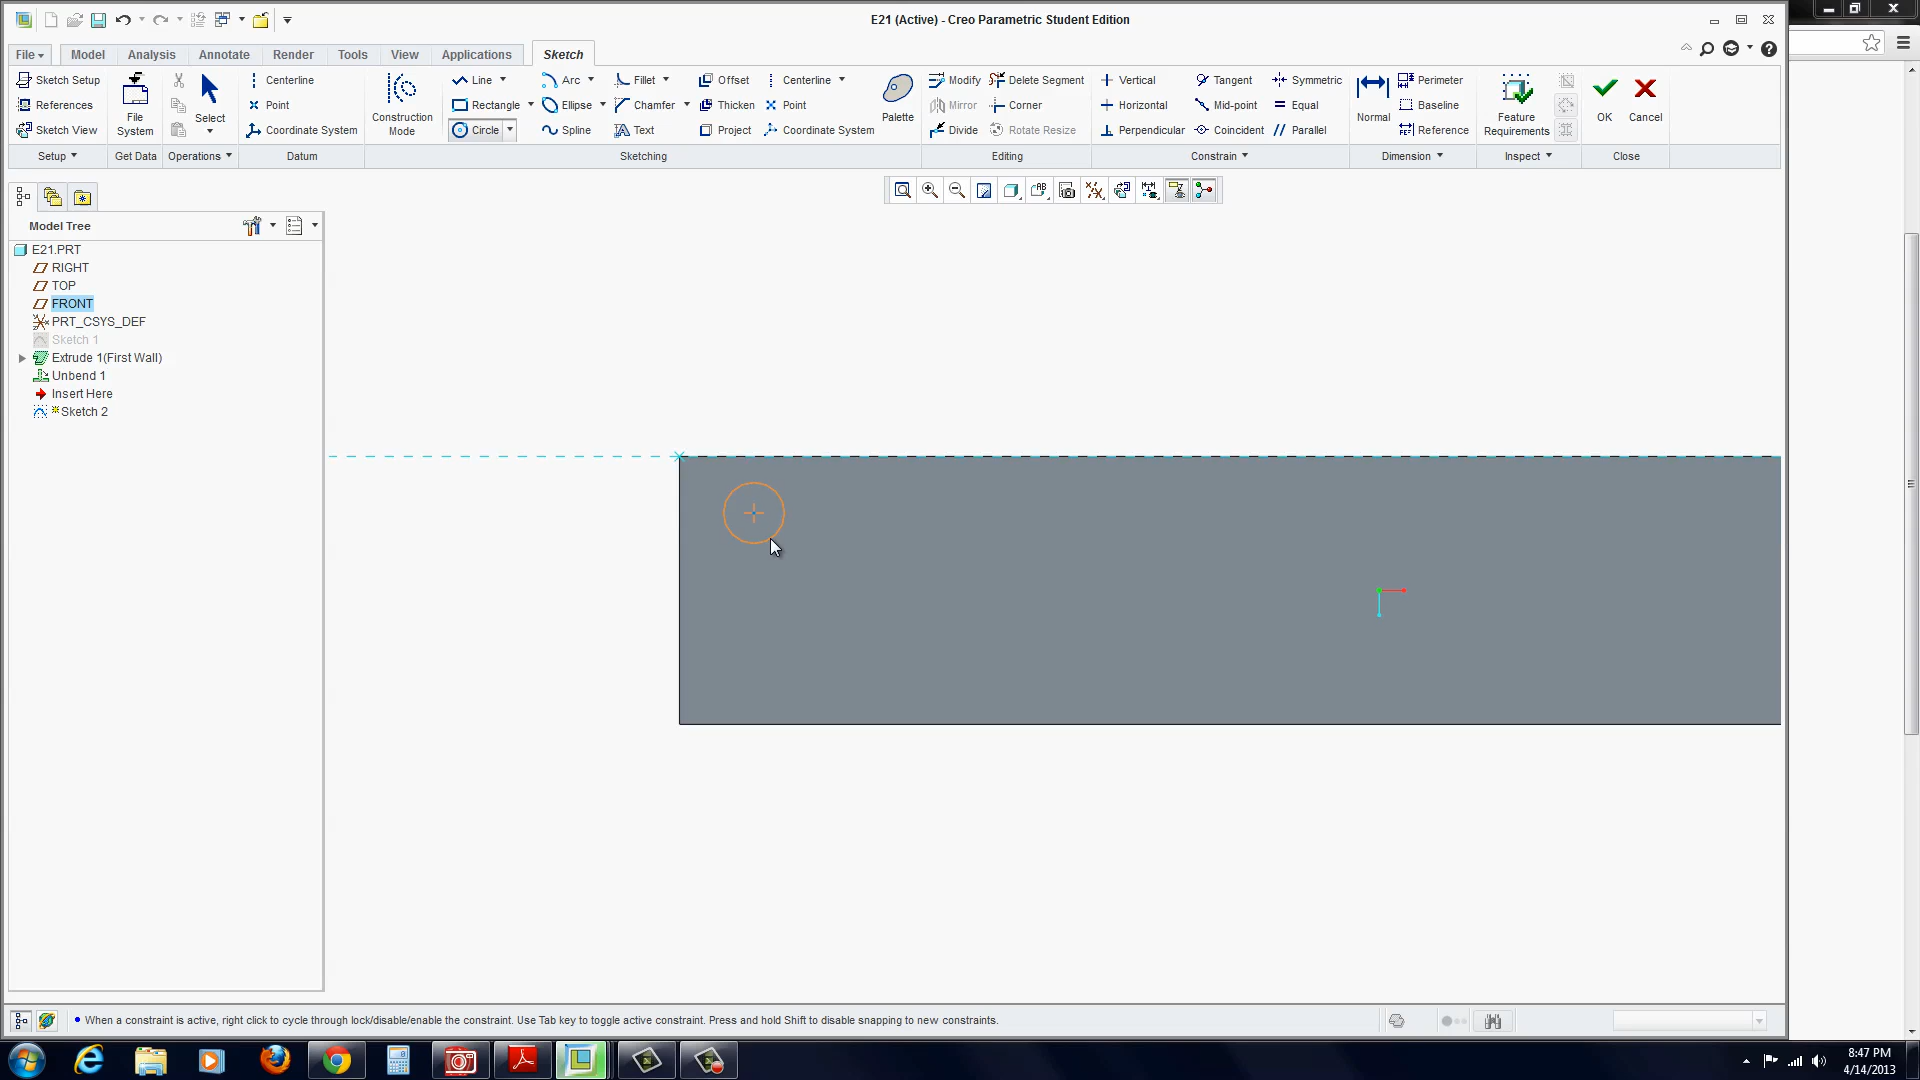 E21 (Active) - Creo Parametric Student Edition
File Model Analysis Annotate Render Tools View Applications Sketch
Sketch Setup Centerline Line Arc Fillet Offset Centerline Modify Delete Segment Vertical Tangent Symmetric Perimeter
References Point Rectangle Ellipse Chamfer Thicken Point Mirror Corner Horizontal Mid-point Equal Baseline
Sketch View File System Select Coordinate System Construction Mode Circle Spline Text Project Coordinate System Palette Divide Rotate Resize Perpendicular Coincident Parallel Normal Reference Feature Requirements OK Cancel
Setup Get Data Operations Datum Sketching Editing Constrain Dimension Inspect Close
Model Tree
E21.PRT
RIGHT
TOP
FRONT
PRT_CSYS_DEF
Sketch 1
Extrude 1(First Wall)
Unbend 1
Insert Here
Sketch 2
When a constraint is active, right click to cycle through lock/disable/enable the constraint. Use Tab key to toggle active constraint. Press and hold Shift to disable snapping to new constraints.
8:47 PM
4/14/2013